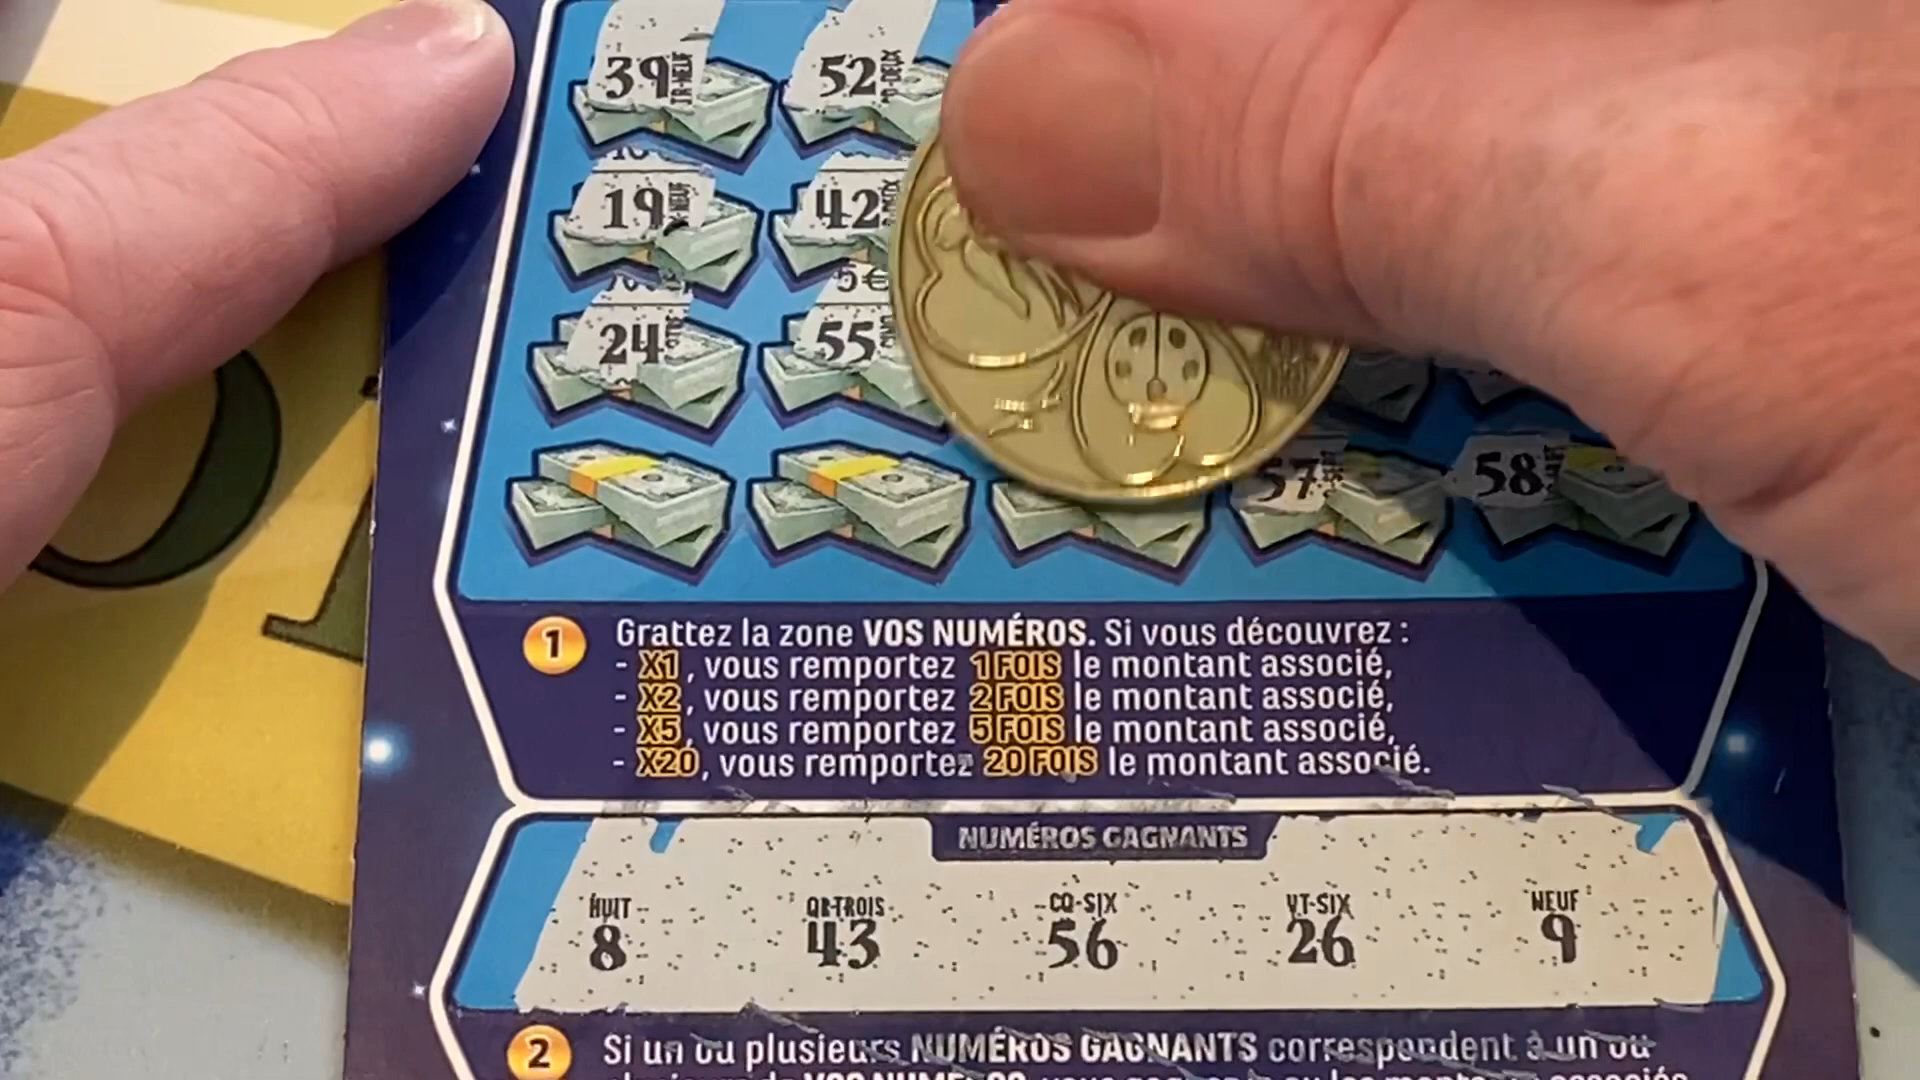 39 52
19 42
5€
24 55
57 58
1 Grattez la zone VOS NUMÉROS. Si vous découvrez :
- X1, vous remportez 1 FOIS le montant associé,
- X2, vous remportez 2 FOIS le montant associé,
- X5, vous remportez 5 FOIS le montant associé,
- X20, vous remportez 20 FOIS le montant associé.
NUMÉROS GAGNANTS
HUIT QR-TROIS CQ-SIX VT-SIX NEUF
8 43 56 26 9
2 Si un ou plusieurs NUMÉROS GAGNANTS correspondent à un ou